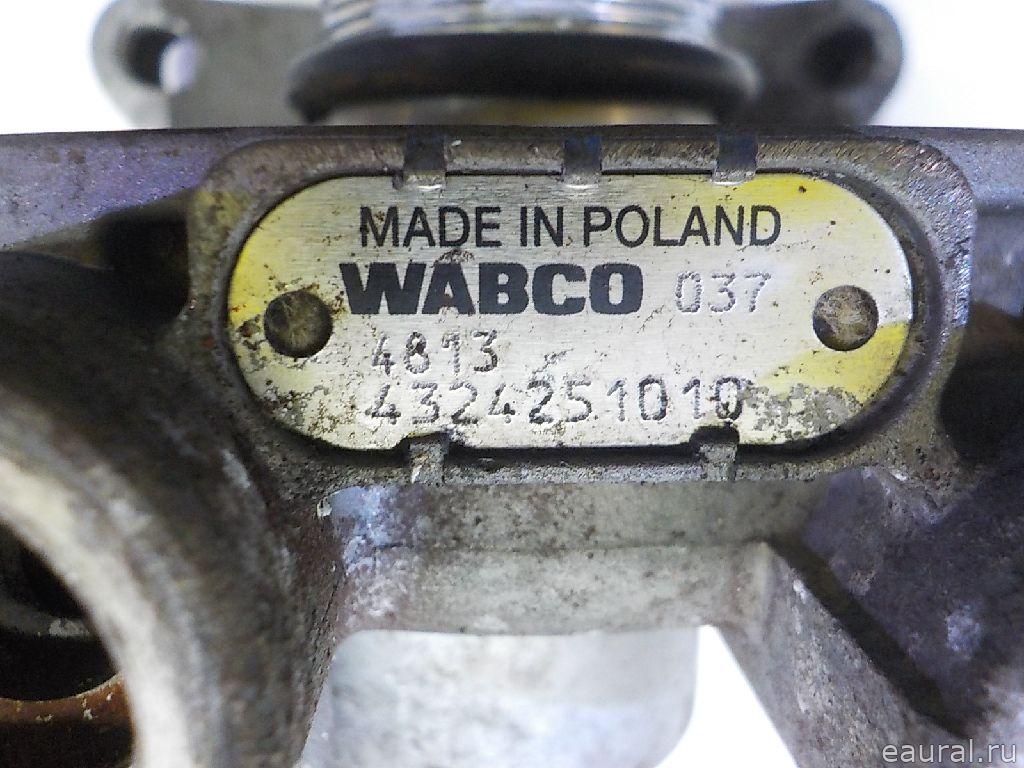 MADE IN POLAND
WABCO 037
4813
4324251010
eaural.ru